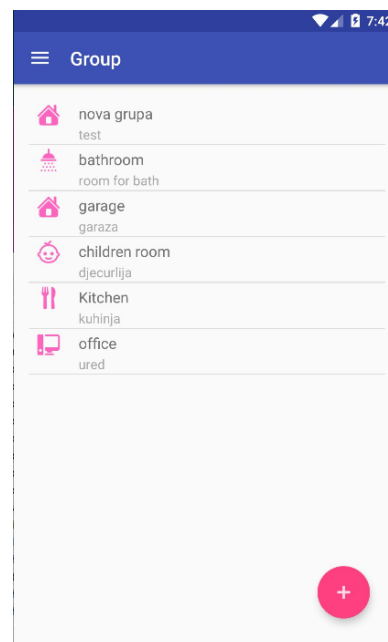 7:42
Group
nova grupa
test
bathroom
room for bath
garage
garaza
children room
djecurlija
Kitchen
kuhinja
office
ured
+